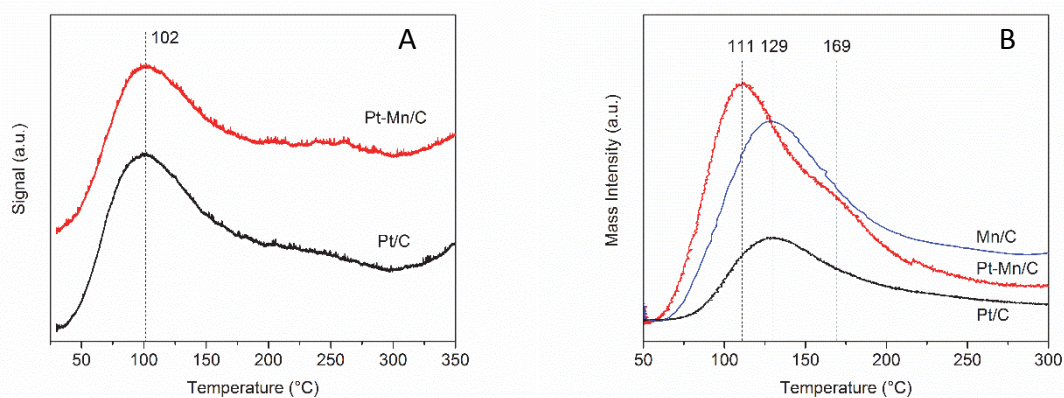 A
102
Pt-Mn/C
Pt/C
Signal (a.u.)
50 100 150 200 250 300 350
Temperature (°C)
B
111 129 169
Mn/C
Pt-Mn/C
Pt/C
Mass Intensity (a.u.)
50 100 150 200 250 300
Temperature (°C)